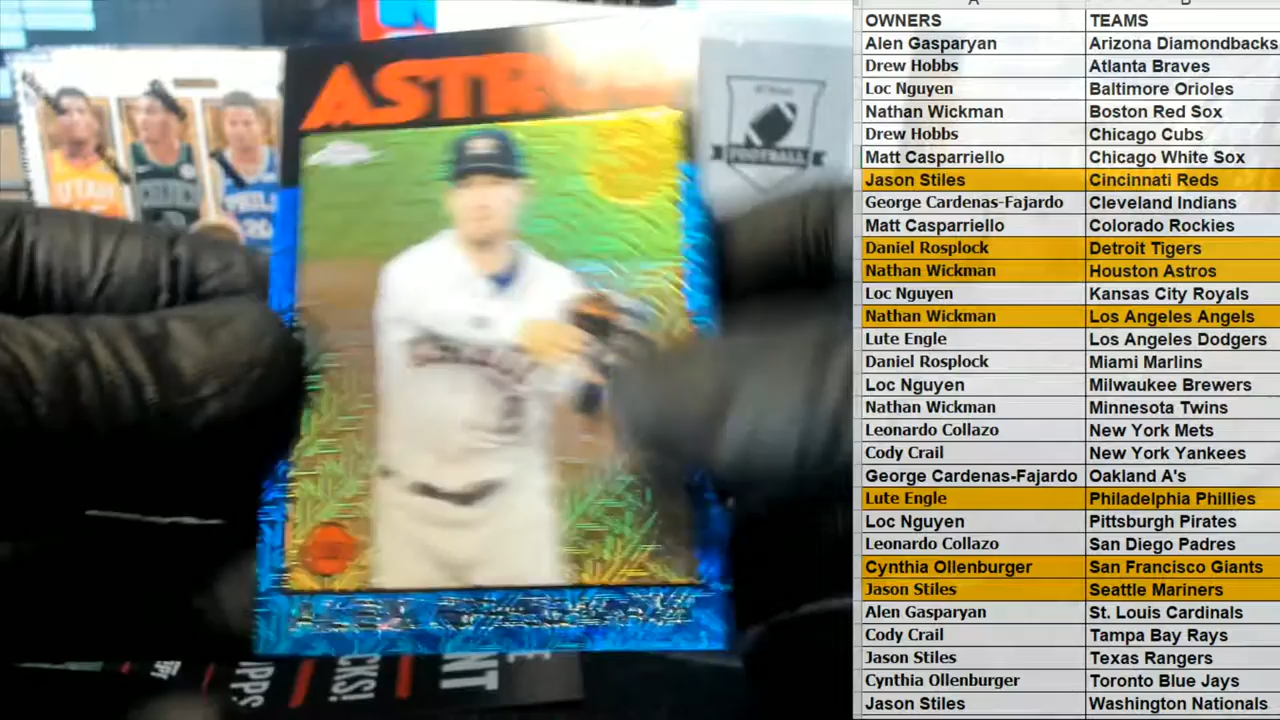 OWNERS TEAMS
Alen Gasparyan Arizona Diamondbacks
Drew Hobbs Atlanta Braves
Loc Nguyen Baltimore Orioles
Nathan Wickman Boston Red Sox
Drew Hobbs Chicago Cubs
Matt Casparriello Chicago White Sox
Jason Stiles Cincinnati Reds
George Cardenas-Fajardo Cleveland Indians
Matt Casparriello Colorado Rockies
Daniel Rosplock Detroit Tigers
Nathan Wickman Houston Astros
Loc Nguyen Kansas City Royals
Nathan Wickman Los Angeles Angels
Lute Engle Los Angeles Dodgers
Daniel Rosplock Miami Marlins
Loc Nguyen Milwaukee Brewers
Nathan Wickman Minnesota Twins
Leonardo Collazo New York Mets
Cody Crail New York Yankees
George Cardenas-Fajardo Oakland A's
Lute Engle Philadelphia Phillies
Loc Nguyen Pittsburgh Pirates
Leonardo Collazo San Diego Padres
Cynthia Ollenburger San Francisco Giants
Jason Stiles Seattle Mariners
Alen Gasparyan St. Louis Cardinals
Cody Crail Tampa Bay Rays
Jason Stiles Texas Rangers
Cynthia Ollenburger Toronto Blue Jays
Jason Stiles Washington Nationals
UTAH
FOOTBALL